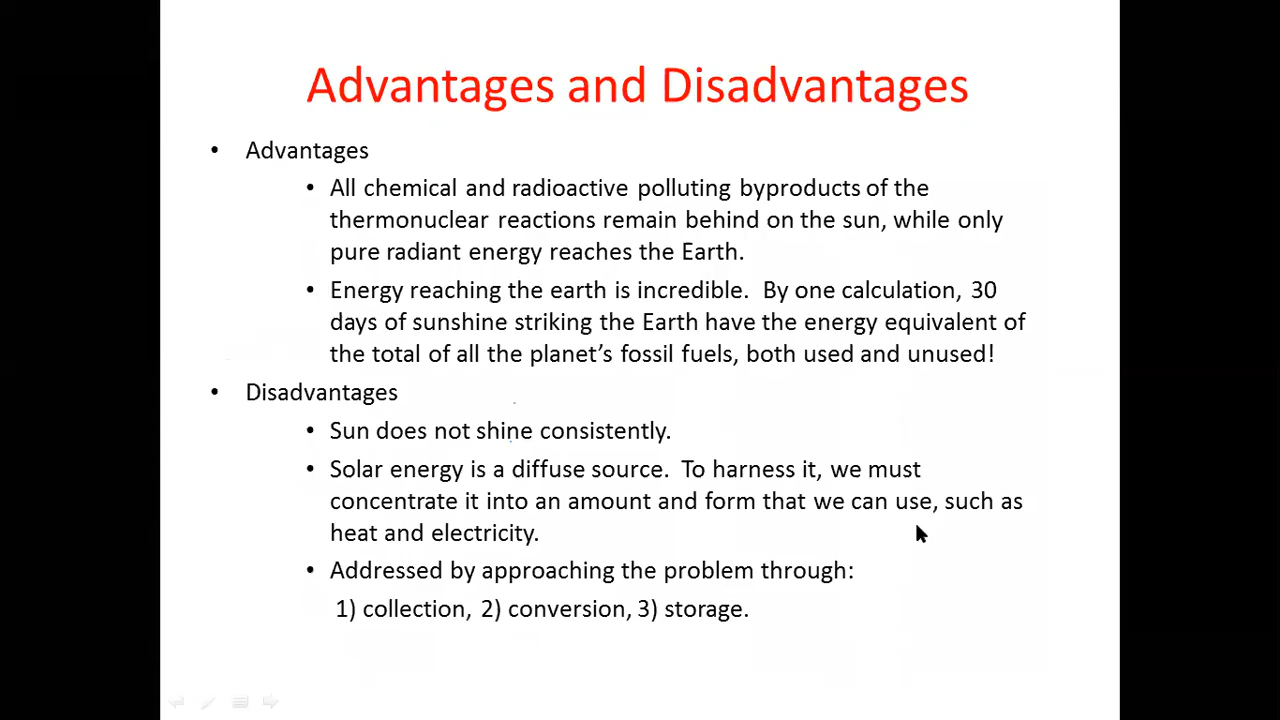 Advantages and Disadvantages
• Advantages
• All chemical and radioactive polluting byproducts of the
thermonuclear reactions remain behind on the sun, while only
pure radiant energy reaches the Earth.
• Energy reaching the earth is incredible.  By one calculation, 30
days of sunshine striking the Earth have the energy equivalent of
the total of all the planet’s fossil fuels, both used and unused!
• Disadvantages
• Sun does not shine consistently.
• Solar energy is a diffuse source.  To harness it, we must
concentrate it into an amount and form that we can use, such as
heat and electricity.
• Addressed by approaching the problem through:
1) collection, 2) conversion, 3) storage.